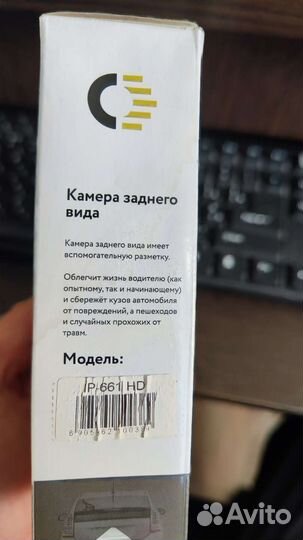 Камера заднего
вида
Камера заднего вида имеет
вспомогательную разметку.
Облегчит жизнь водителю (как
опытному, так и начинающему)
и сбережёт кузов автомобиля
от повреждений, а пешеходов
и случайных прохожих от
травм.
Модель:
IP-661 HD
Avito